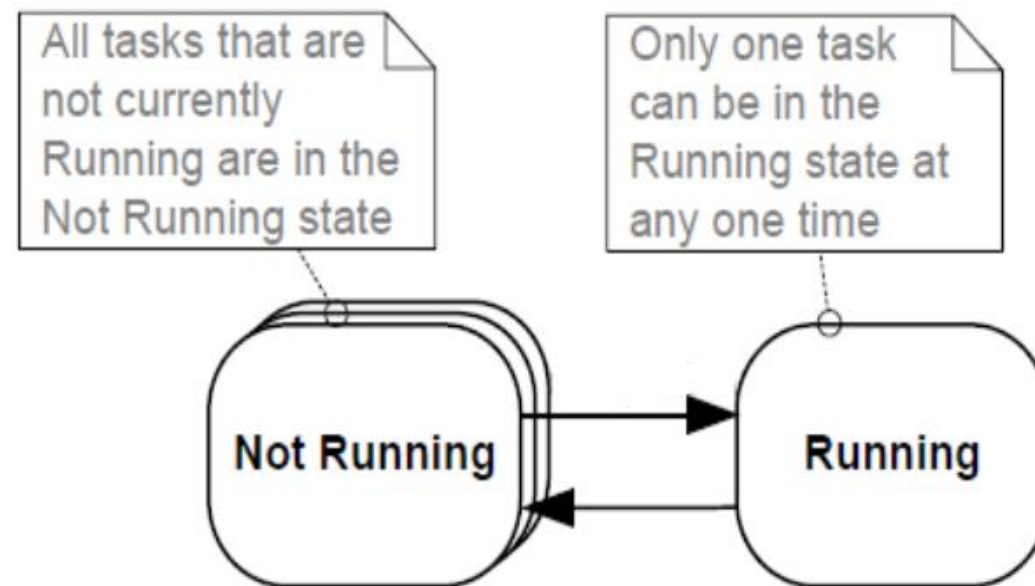 All tasks that are
not currently
Running are in the
Not Running state
Only one task
can be in the
Running state at
any one time
Not Running
Running